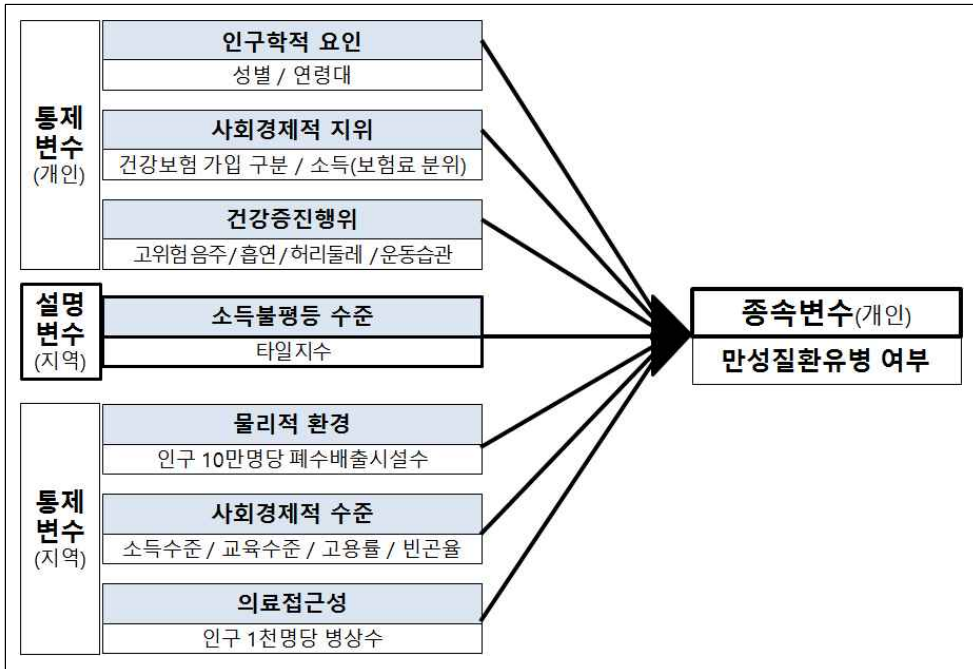 통제
변수
(개인)
인구학적 요인
성별 / 연령대
사회경제적 지위
건강보험 가입 구분 / 소득(보험료 분위)
건강증진행위
고위험 음주 / 흡연 / 허리둘레 / 운동습관
설명
변수
(지역)
소득불평등 수준
타일지수
종속변수(개인)
만성질환유병 여부
통제
변수
(지역)
물리적 환경
인구 10만명당 폐수배출시설수
사회경제적 수준
소득수준 / 교육수준 / 고용률 / 빈곤율
의료접근성
인구 1천명당 병상수